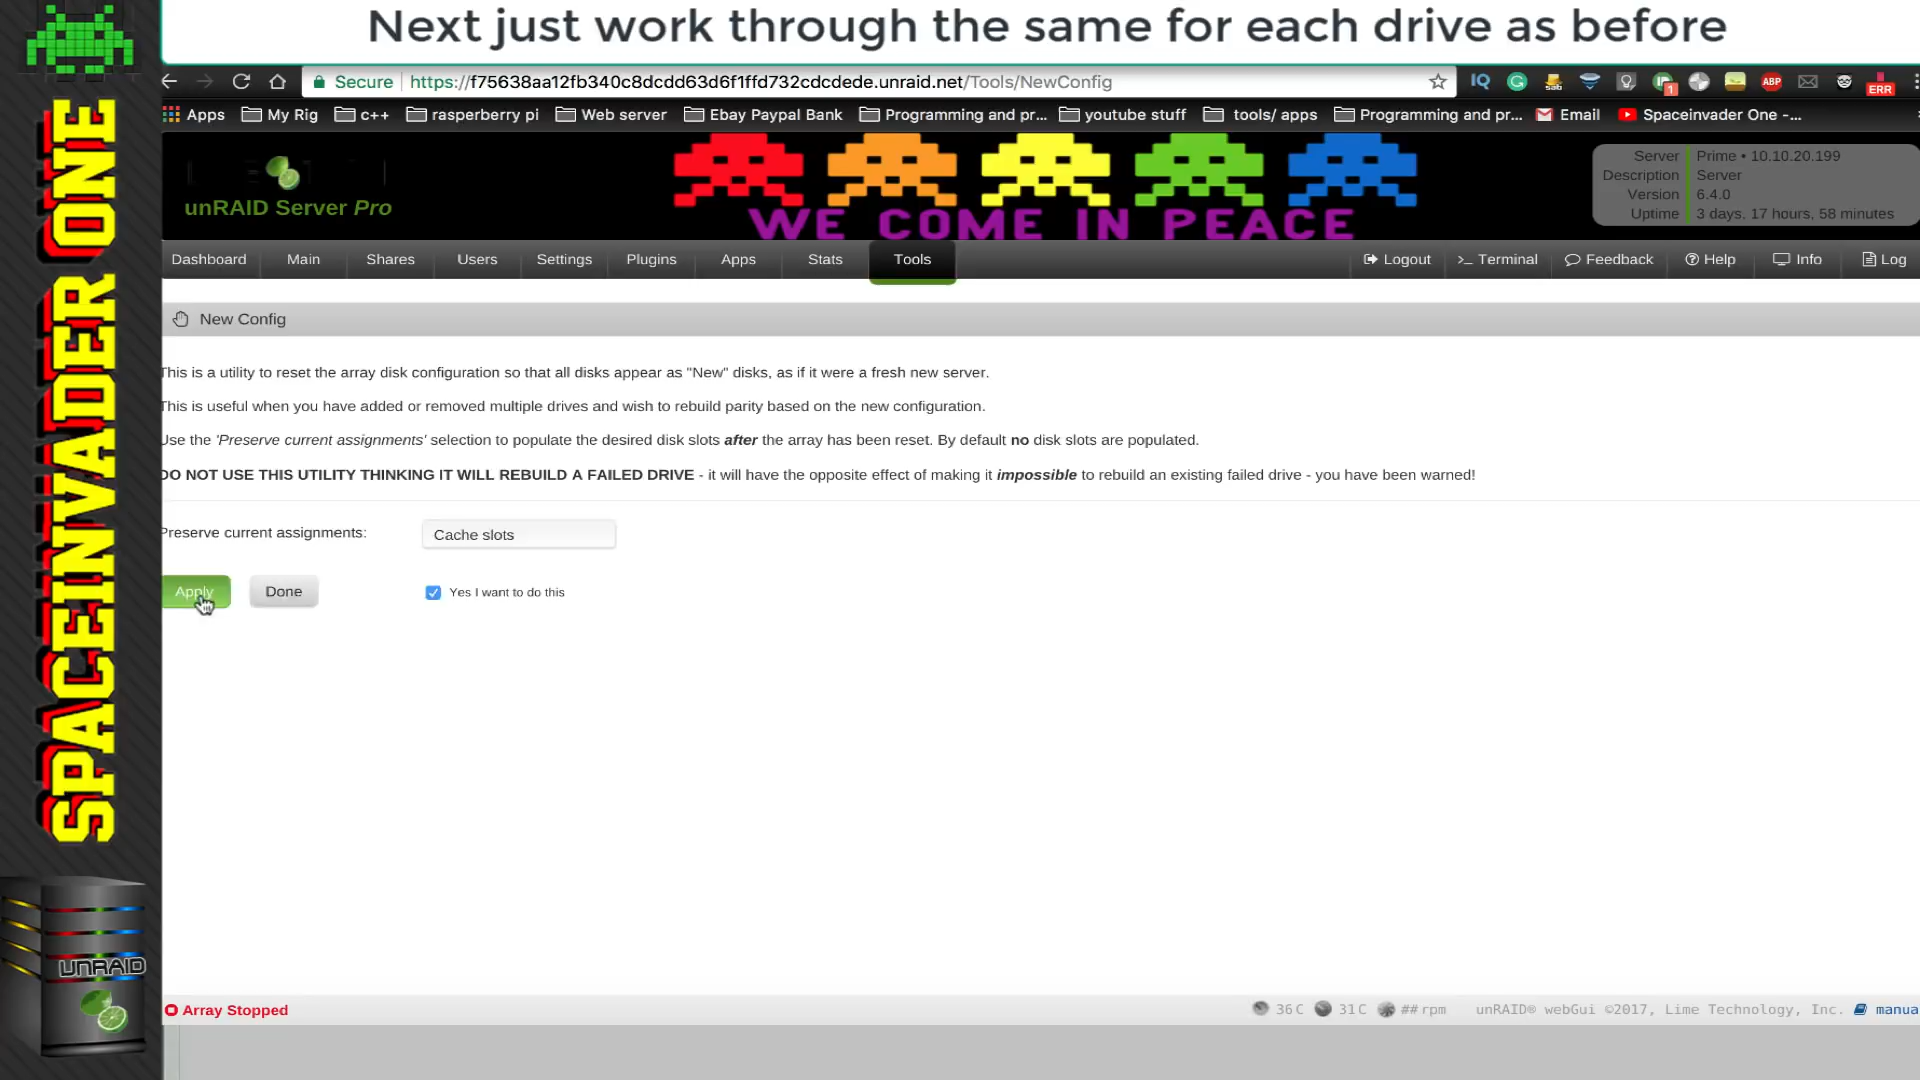 Next just work through the same for each drive as before
Secure https://f75638aa12fb340c8dcdd63d6f1ffd732cdcdede.unraid.net/Tools/NewConfig
IQ
sab
1
ABP
ERR
Apps My Rig c++ rasperberry pi Web server Ebay Paypal Bank Programming and pr... youtube stuff tools/ apps Programming and pr... Email Spaceinvader One -...
SPACEINVADER ONE
unRAID Server Pro
WE COME IN PEACE
Server Prime • 10.10.20.199
Description Server
Version 6.4.0
Uptime 3 days, 17 hours, 58 minutes
Dashboard Main Shares Users Settings Plugins Apps Stats Tools Logout >_ Terminal Feedback Help Info Log
New Config
This is a utility to reset the array disk configuration so that all disks appear as "New" disks, as if it were a fresh new server.
This is useful when you have added or removed multiple drives and wish to rebuild parity based on the new configuration.
Use the 'Preserve current assignments' selection to populate the desired disk slots after the array has been reset. By default no disk slots are populated.
DO NOT USE THIS UTILITY THINKING IT WILL REBUILD A FAILED DRIVE - it will have the opposite effect of making it impossible to rebuild an existing failed drive - you have been warned!
Preserve current assignments: Cache slots
Apply Done Yes I want to do this
UNRAID
Array Stopped 36 C 31 C ## rpm unRAID® webGui ©2017, Lime Technology, Inc. manua